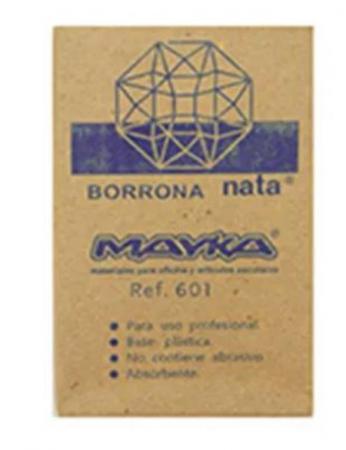 BORRONA nata®
MAYKA®
materiales para oficina y artículos escolares
Ref. 601
● Para uso profesional.
● Base plástica.
● No contiene abrasivo
● Absorbente.